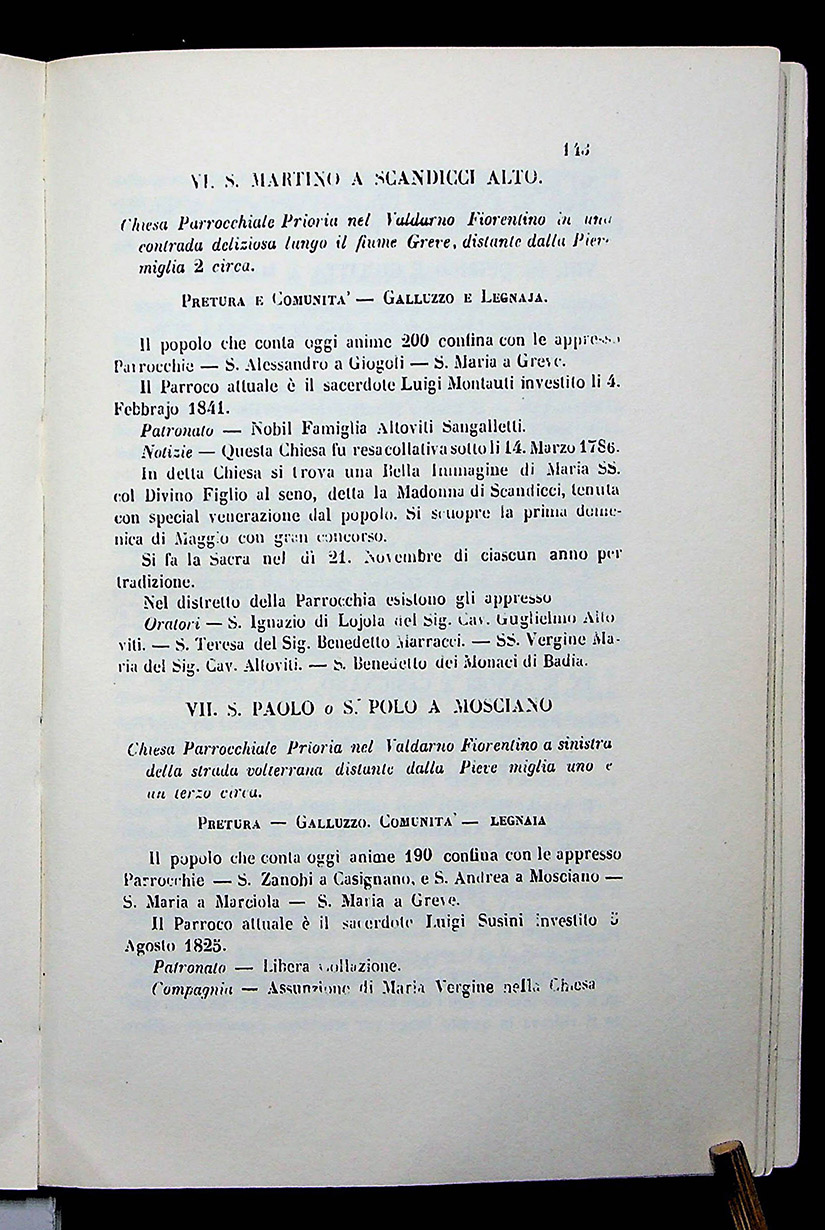 143
VI. S. MARTINO A SCANDICCI ALTO.
Chiesa Parrocchiale Prioria nel Valdarno Fiorentino in una
contrada deliziosa lungo il fiume Greve, distante dalla Pieve
miglia 2 circa.
PRETURA E COMUNITA' — GALLUZZO E LEGNAJA.
Il popolo che conta oggi anime 200 confina con le appresso
Parrocchie — S. Alessandro a Giogoli — S. Maria a Greve.
Il Parroco attuale è il sacerdote Luigi Montauti investito li 4.
Febbrajo 1841.
Patronato — Nobil Famiglia Altoviti Sangalletti.
Notizie — Questa Chiesa fu resa collativa sotto li 14. Marzo 1786.
In detta Chiesa si trova una Bella Immagine di Maria SS.
col Divino Figlio al seno, detta la Madonna di Scandicci, tenuta
con special venerazione dal popolo. Si scuopre la prima dome-
nica di Maggio con gran concorso.
Si fa la Sacra nel dì 21. Novembre di ciascun anno per
tradizione.
Nel distretto della Parrocchia esistono gli appresso
Oratori — S. Ignazio di Lojola del Sig. Cav. Guglielmo Alto
viti. — S. Teresa del Sig. Benedetto Marracci. — SS. Vergine Ma-
ria del Sig. Cav. Altoviti. — S. Benedetto dei Monaci di Badia.
VII. S. PAOLO o S. POLO A MOSCIANO
Chiesa Parrocchiale Prioria nel Valdarno Fiorentino a sinistra
della strada volterrana distante dalla Pieve miglia uno e
un terzo circa.
PRETURA — GALLUZZO. COMUNITA' — LEGNAIA
Il popolo che conta oggi anime 190 confina con le appresso
Parrocchie — S. Zanobi a Casignano, e S. Andrea a Mosciano —
S. Maria a Marciola — S. Maria a Greve.
Il Parroco attuale è il sacerdote Luigi Susini investito 5
Agosto 1825.
Patronato — Libera Collazione.
Compagnia — Assunzione di Maria Vergine nella Chiesa